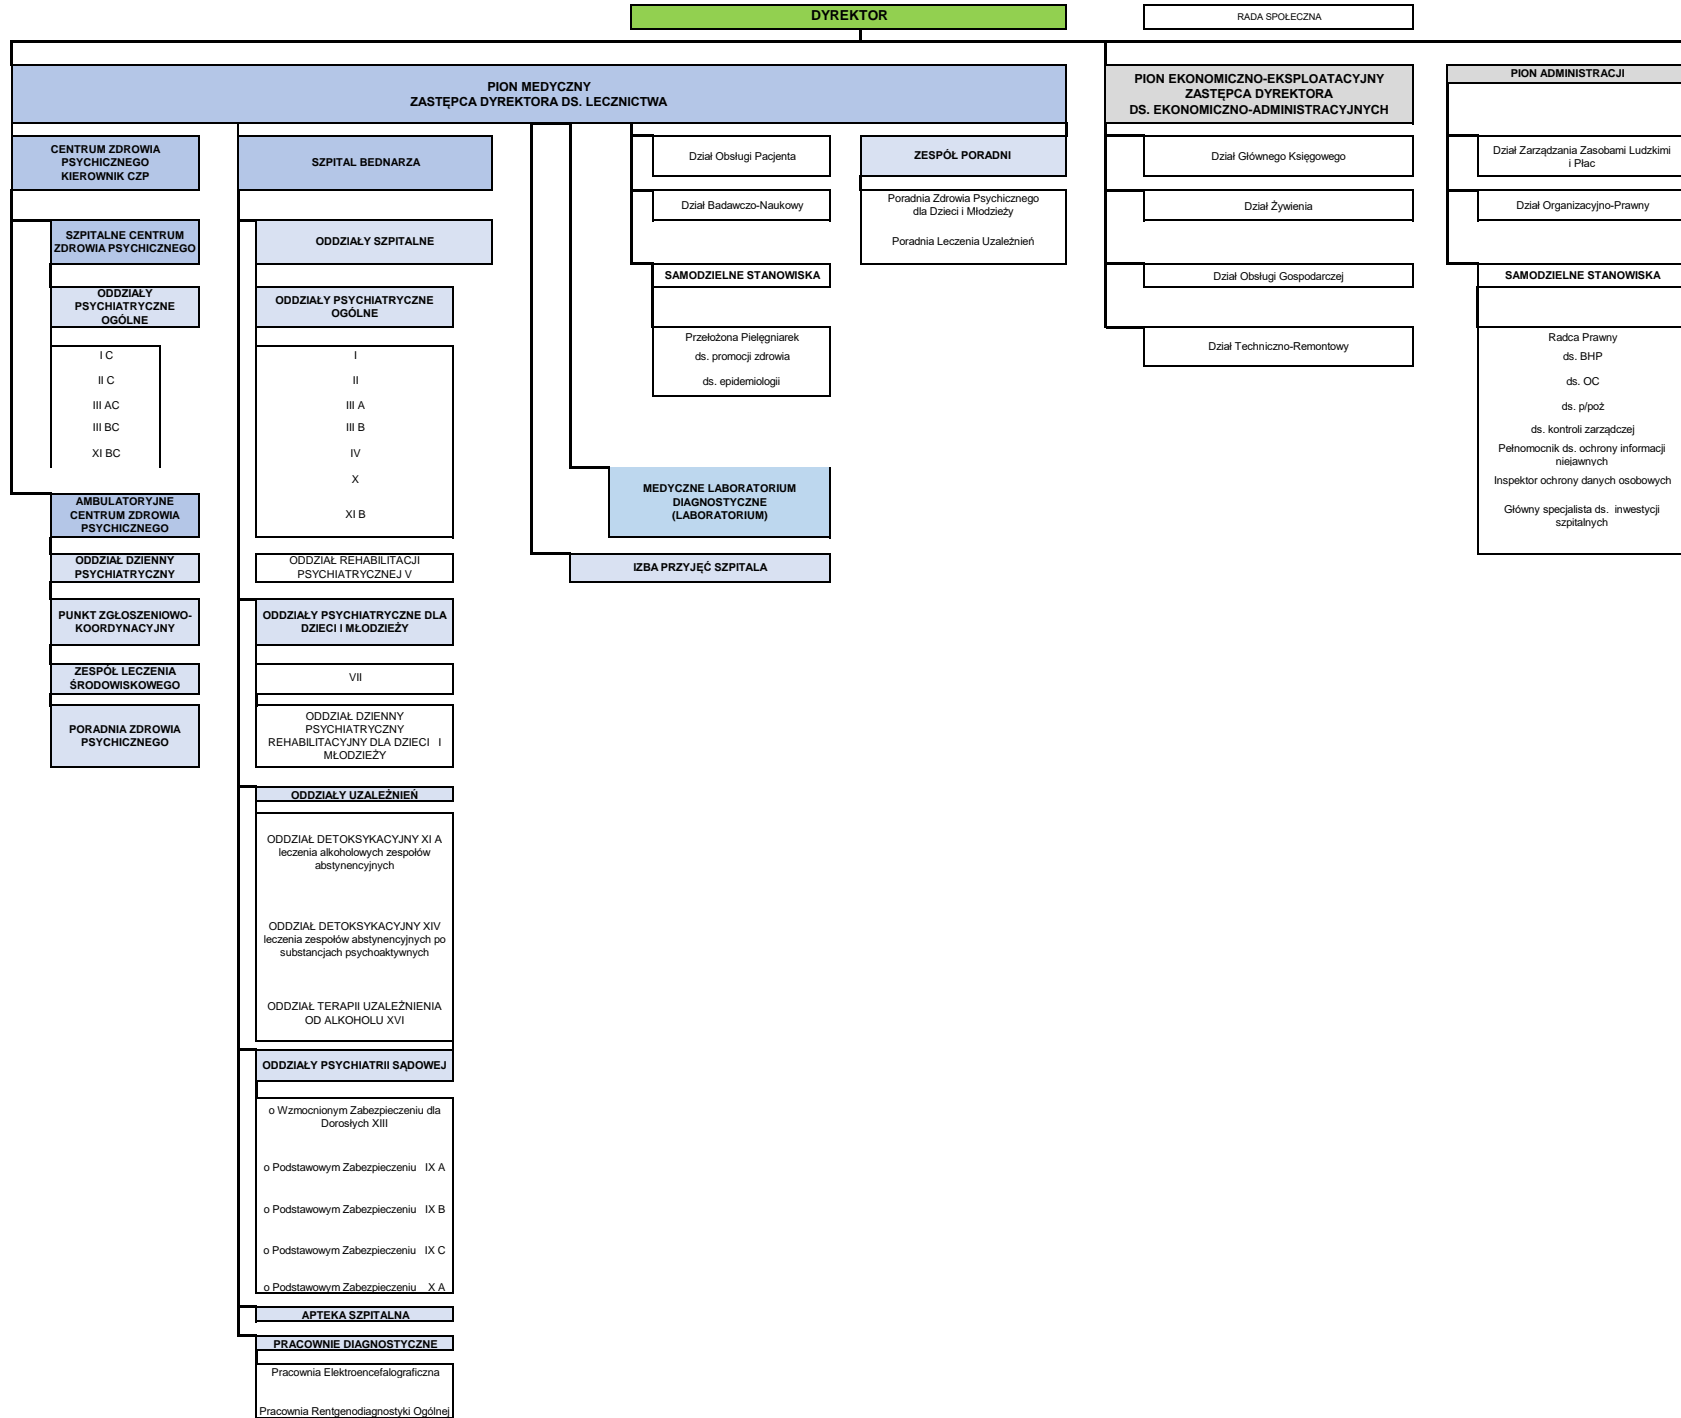 DYREKTOR
RADA SPOŁECZNA
PION MEDYCZNY
ZASTĘPCA DYREKTORA DS. LECZNICTWA
PION EKONOMICZNO-EKSPLOATACYJNY
ZASTĘPCA DYREKTORA
DS. EKONOMICZNO-ADMINISTRACYJNYCH
PION ADMINISTRACJI
CENTRUM ZDROWIA
PSYCHICZNEGO
KIEROWNIK CZP
SZPITALNE CENTRUM
ZDROWIA PSYCHICZNEGO
ODDZIAŁY
PSYCHIATRYCZNE
OGÓLNE
I C
II C
III AC
III BC
XI BC
AMBULATORYJNE
CENTRUM ZDROWIA
PSYCHICZNEGO
ODDZIAŁ DZIENNY
PSYCHIATRYCZNY
PUNKT ZGŁOSZENIOWO-
KOORDYNACYJNY
ZESPÓŁ LECZENIA
ŚRODOWISKOWEGO
PORADNIA ZDROWIA
PSYCHICZNEGO
SZPITAL BEDNARZA
ODDZIAŁY SZPITALNE
ODDZIAŁY PSYCHIATRYCZNE
OGÓLNE
I
II
III A
III B
IV
X
XI B
ODDZIAŁ REHABILITACJI
PSYCHIATRYCZNEJ V
ODDZIAŁY PSYCHIATRYCZNE DLA
DZIECI I MŁODZIEŻY
VII
ODDZIAŁ DZIENNY
PSYCHIATRYCZNY
REHABILITACYJNY DLA DZIECI I
MŁODZIEŻY
ODDZIAŁY UZALEŻNIEŃ
ODDZIAŁ DETOKSYKACYJNY XI A
leczenia alkoholowych zespołów
abstynencyjnych
ODDZIAŁ DETOKSYKACYJNY XIV
leczenia zespołów abstynencyjnych po
substancjach psychoaktywnych
ODDZIAŁ TERAPII UZALEŻNIENIA
OD ALKOHOLU XVI
ODDZIAŁY PSYCHIATRII SĄDOWEJ
o Wzmocnionym Zabezpieczeniu dla
Dorosłych XIII
o Podstawowym Zabezpieczeniu IX A
o Podstawowym Zabezpieczeniu IX B
o Podstawowym Zabezpieczeniu IX C
o Podstawowym Zabezpieczeniu X A
APTEKA SZPITALNA
PRACOWNIE DIAGNOSTYCZNE
Pracownia Elektroencefalograficzna
Pracownia Rentgenodiagnostyki Ogólnej
Dział Obsługi Pacjenta
Dział Badawczo-Naukowy
SAMODZIELNE STANOWISKA
Przełożona Pielęgniarek
ds. promocji zdrowia
ds. epidemiologii
MEDYCZNE LABORATORIUM
DIAGNOSTYCZNE
(LABORATORIUM)
IZBA PRZYJĘĆ SZPITALA
ZESPÓŁ PORADNI
Poradnia Zdrowia Psychicznego
dla Dzieci i Młodzieży
Poradnia Leczenia Uzależnień
Dział Głównego Księgowego
Dział Żywienia
Dział Obsługi Gospodarczej
Dział Techniczno-Remontowy
Dział Zarządzania Zasobami Ludzkimi
i Płac
Dział Organizacyjno-Prawny
SAMODZIELNE STANOWISKA
Radca Prawny
ds. BHP
ds. OC
ds. p/poż
ds. kontroli zarządczej
Pełnomocnik ds. ochrony informacji
niejawnych
Inspektor ochrony danych osobowych
Główny specjalista ds. inwestycji
szpitalnych